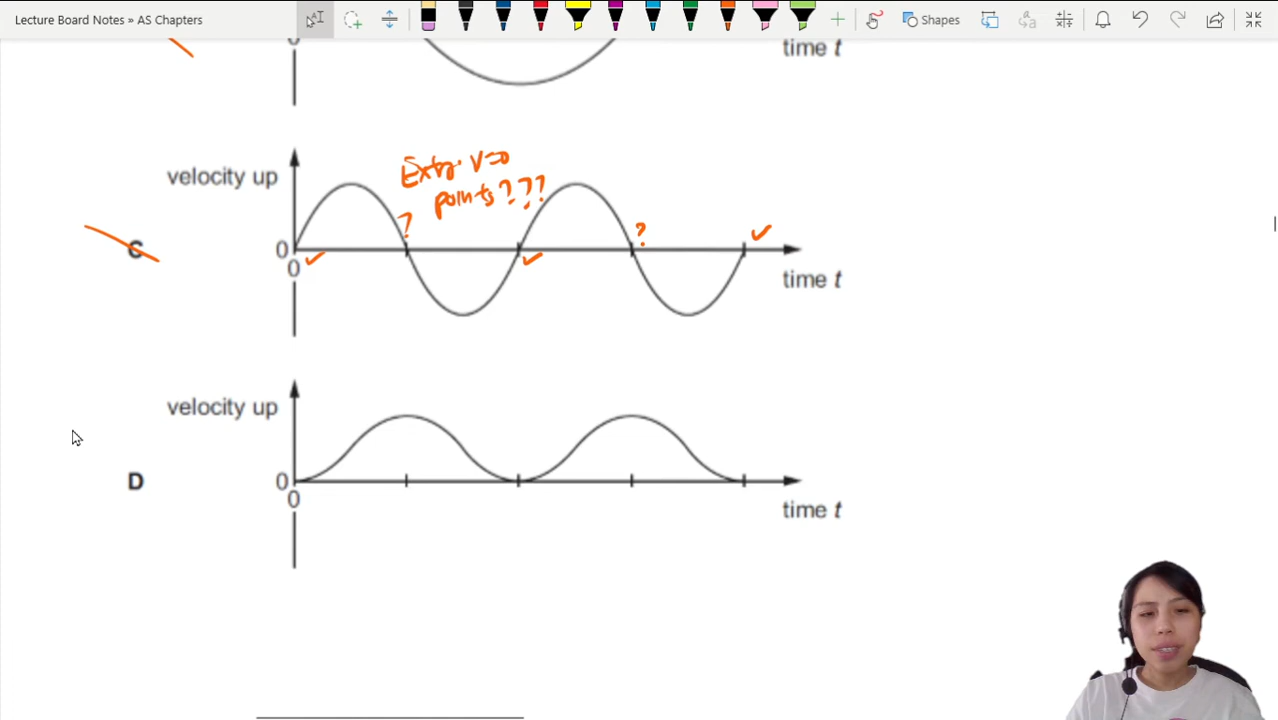 Lecture Board Notes » AS Chapters
Shapes
0
time t
velocity up
Extra v=0
points???
?
?
C
0
0
time t
velocity up
D
0
0
time t